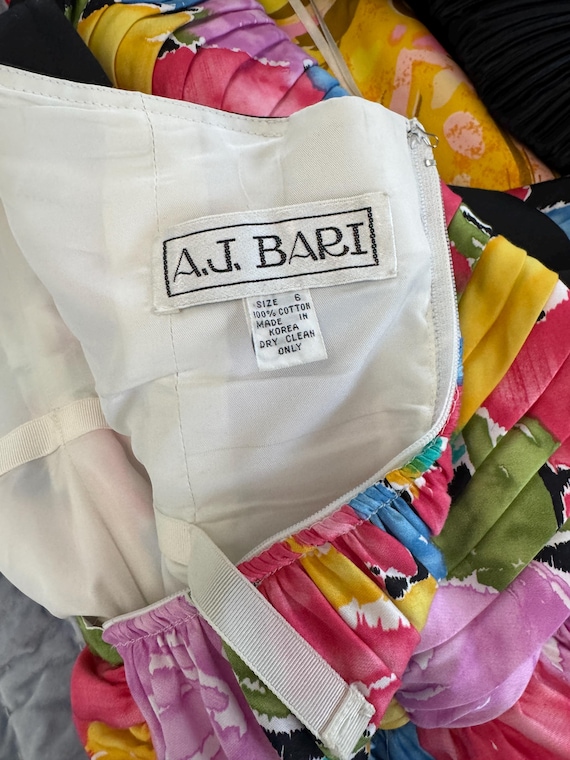 A.J. BARI
SIZE 6
100% COTTON
MADE IN
KOREA
DRY CLEAN
ONLY